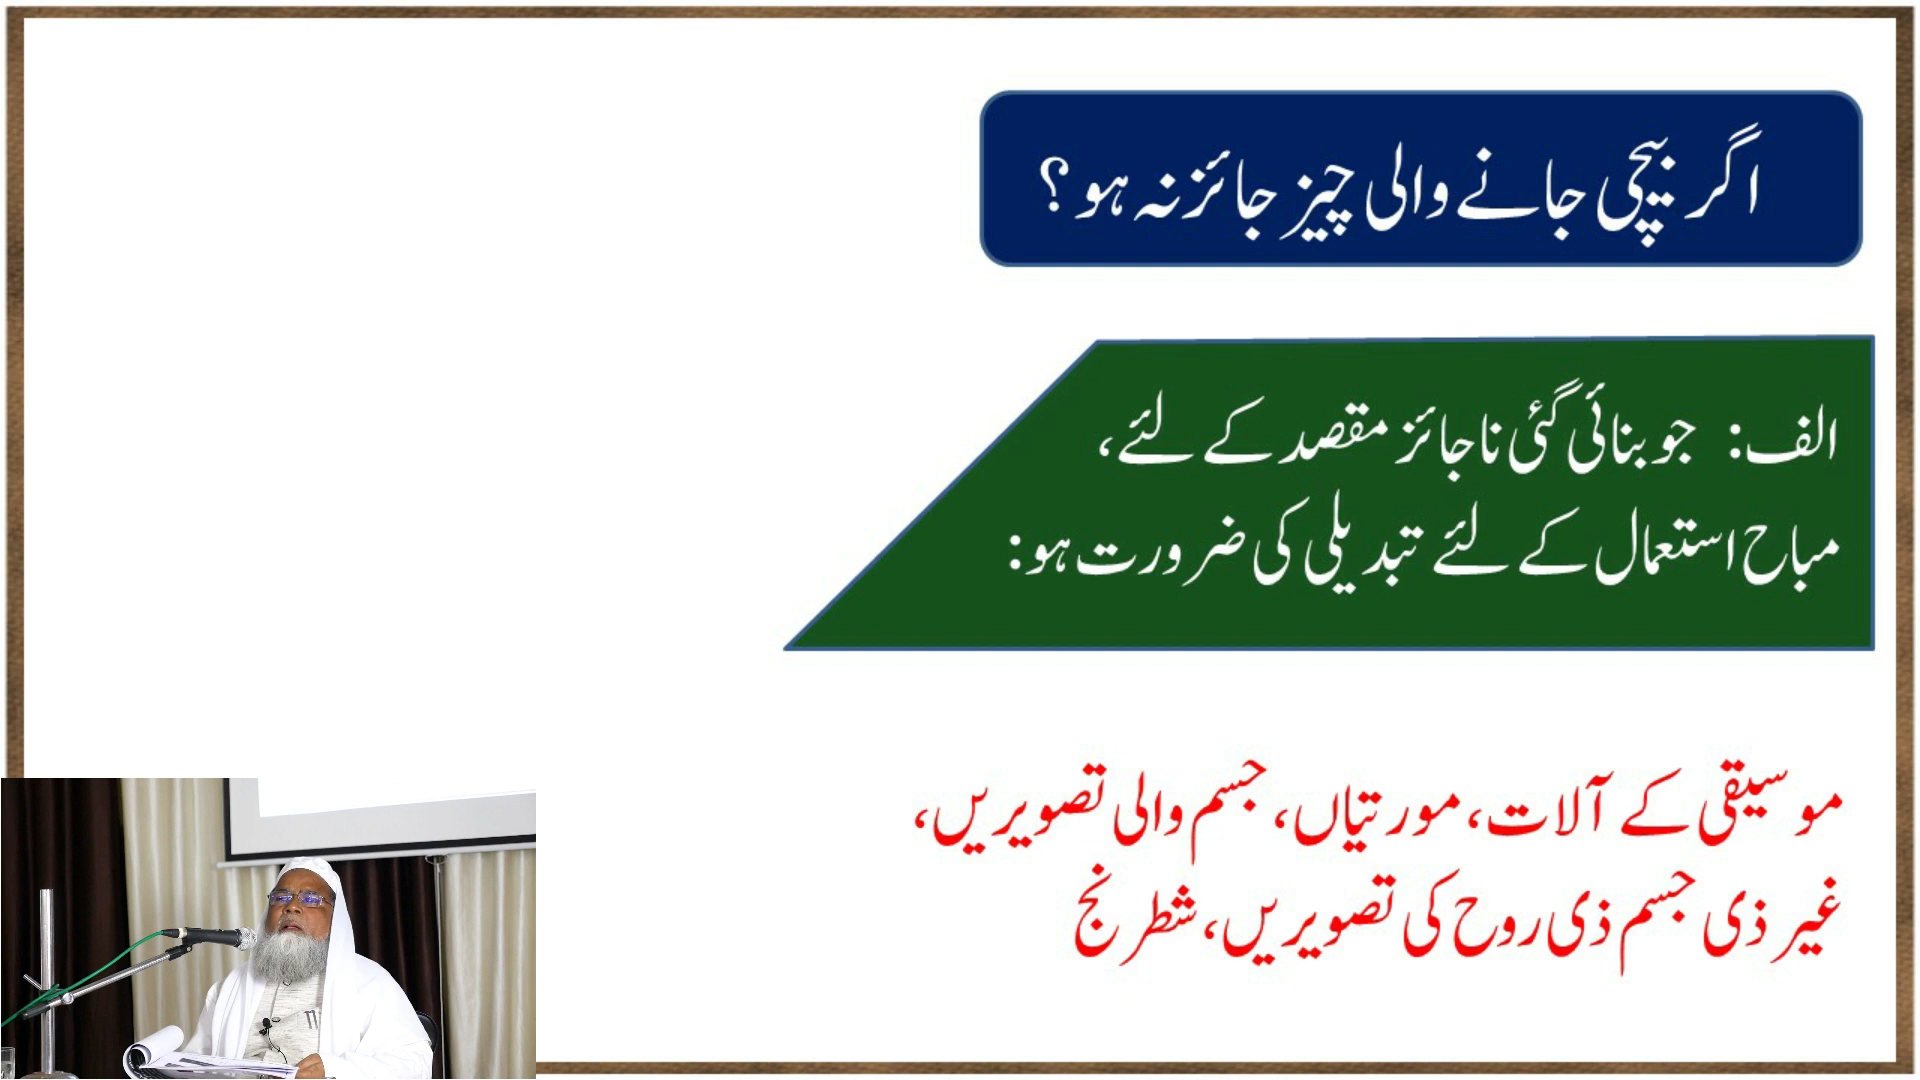 اگر بیچی جانے والی چیز جائز نہ ہو؟
الف: جو بنائی گئی ناجائز مقصد کے لئے،
مباح استعمال کے لئے تبدیلی کی ضرورت ہو:
موسیقی کے آلات، مورتیاں، جسم والی تصویریں،
غیر ذی جسم ذی روح کی تصویریں، شطرنج